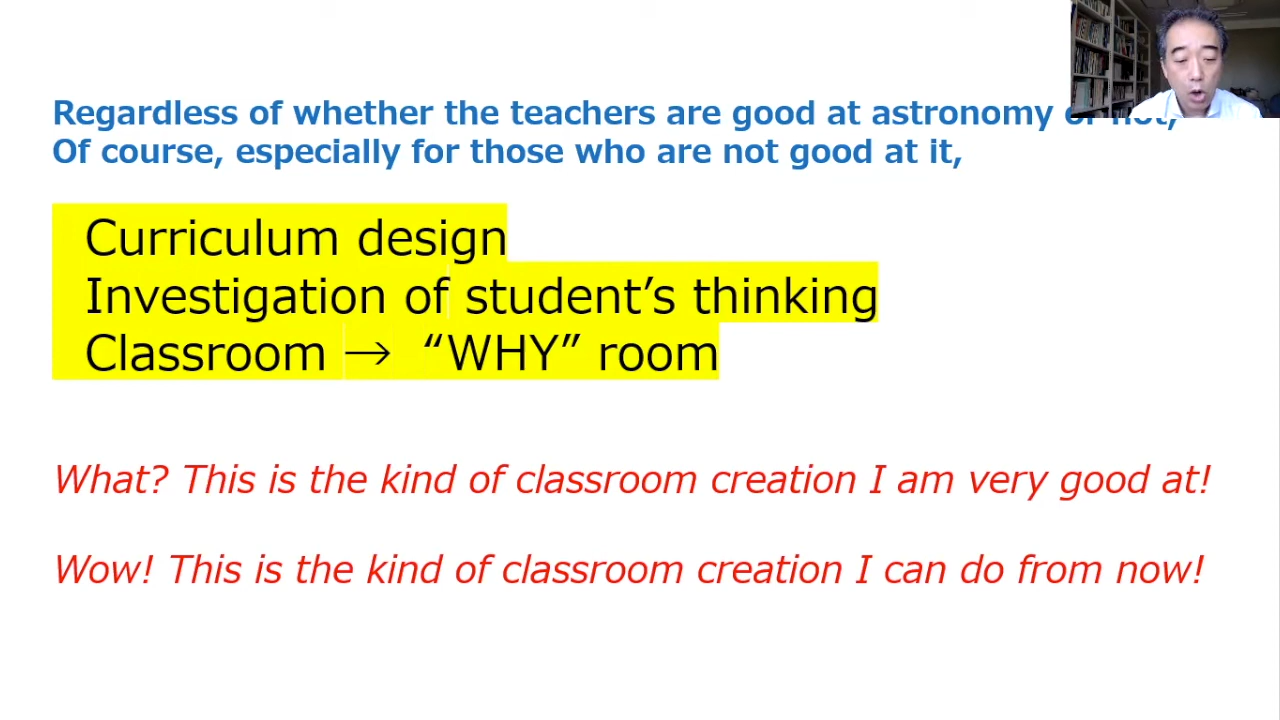 Regardless of whether the teachers are good at astronomy or not,
Of course, especially for those who are not good at it,
Curriculum design
Investigation of student’s thinking
Classroom → “WHY” room
What? This is the kind of classroom creation I am very good at!
Wow! This is the kind of classroom creation I can do from now!